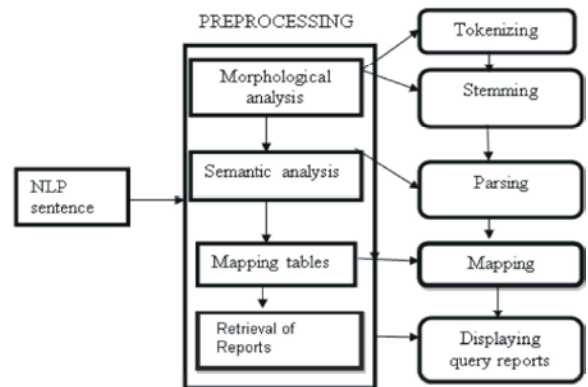 PREPROCESSING
Morphological
analysis
Semantic analysis
Mapping tables
Retrieval of
Reports
NLP
sentence
Tokenizing
Stemming
Parsing
Mapping
Displaying
query reports